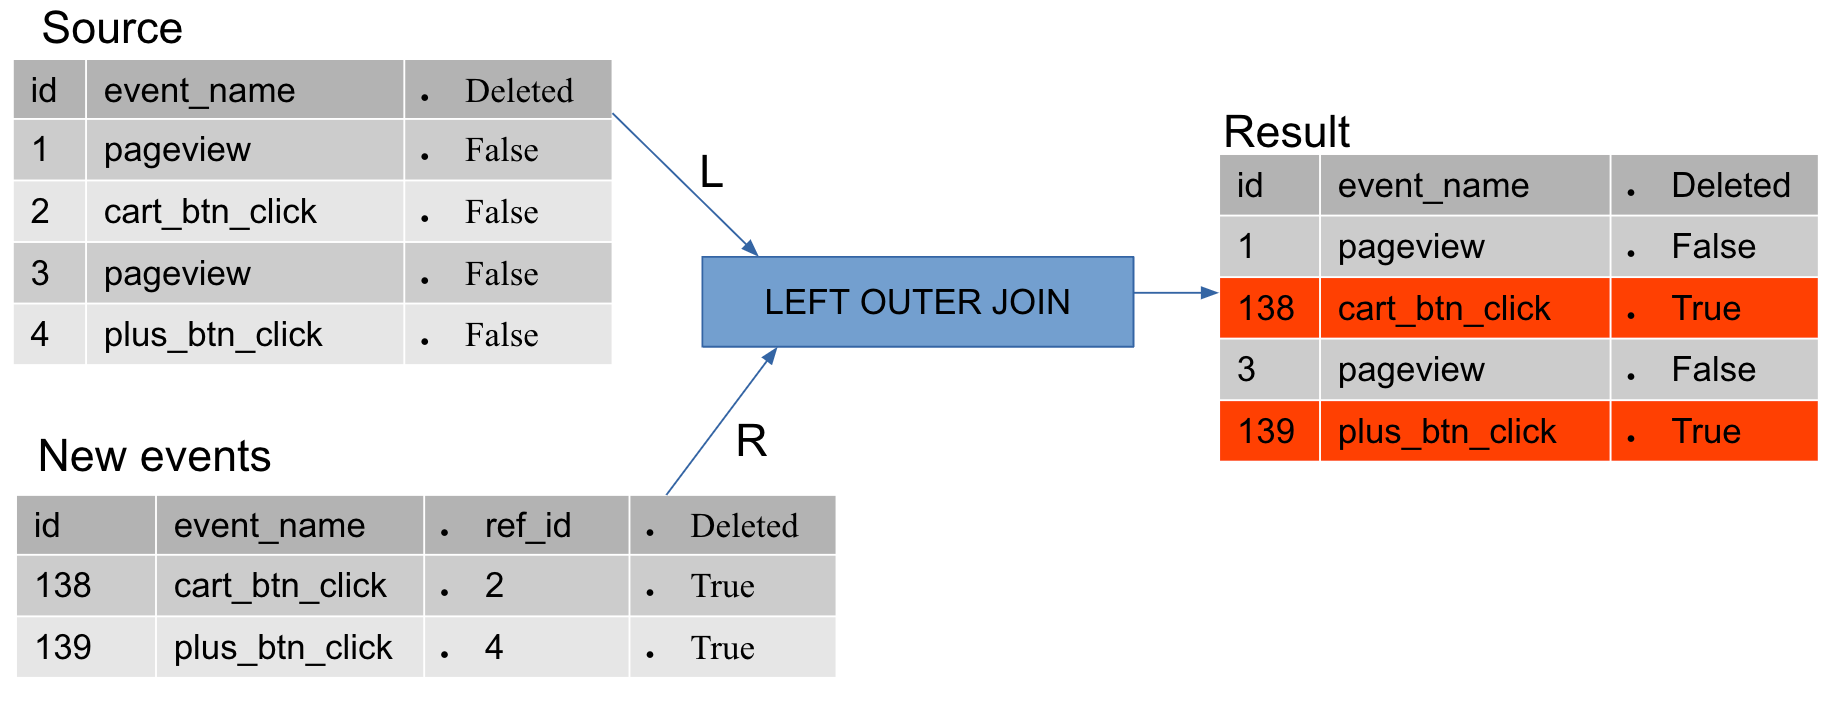 Source
id event_name • Deleted
1 pageview • False
2 cart_btn_click • False
3 pageview • False
4 plus_btn_click • False
L
LEFT OUTER JOIN
R
New events
id event_name • ref_id • Deleted
138 cart_btn_click • 2 • True
139 plus_btn_click • 4 • True
Result
id event_name • Deleted
1 pageview • False
138 cart_btn_click • True
3 pageview • False
139 plus_btn_click • True